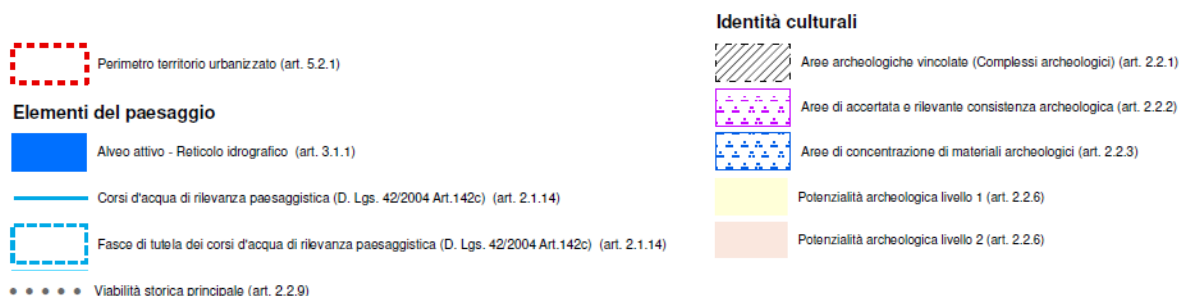 Perimetro territorio urbanizzato (art. 5.2.1)
Elementi del paesaggio
Alveo attivo - Reticolo idrografico (art. 3.1.1)
Corsi d'acqua di rilevanza paesaggistica (D. Lgs. 42/2004 Art.142c) (art. 2.1.14)
Fasce di tutela dei corsi d'acqua di rilevanza paesaggistica (D. Lgs. 42/2004 Art.142c) (art. 2.1.14)
Viabilità storica principale (art. 2.2.9)
Identità culturali
Aree archeologiche vincolate (Complessi archeologici) (art. 2.2.1)
Aree di accertata e rilevante consistenza archeologica (art. 2.2.2)
Aree di concentrazione di materiali archeologici (art. 2.2.3)
Potenzialità archeologica livello 1 (art. 2.2.6)
Potenzialità archeologica livello 2 (art. 2.2.6)